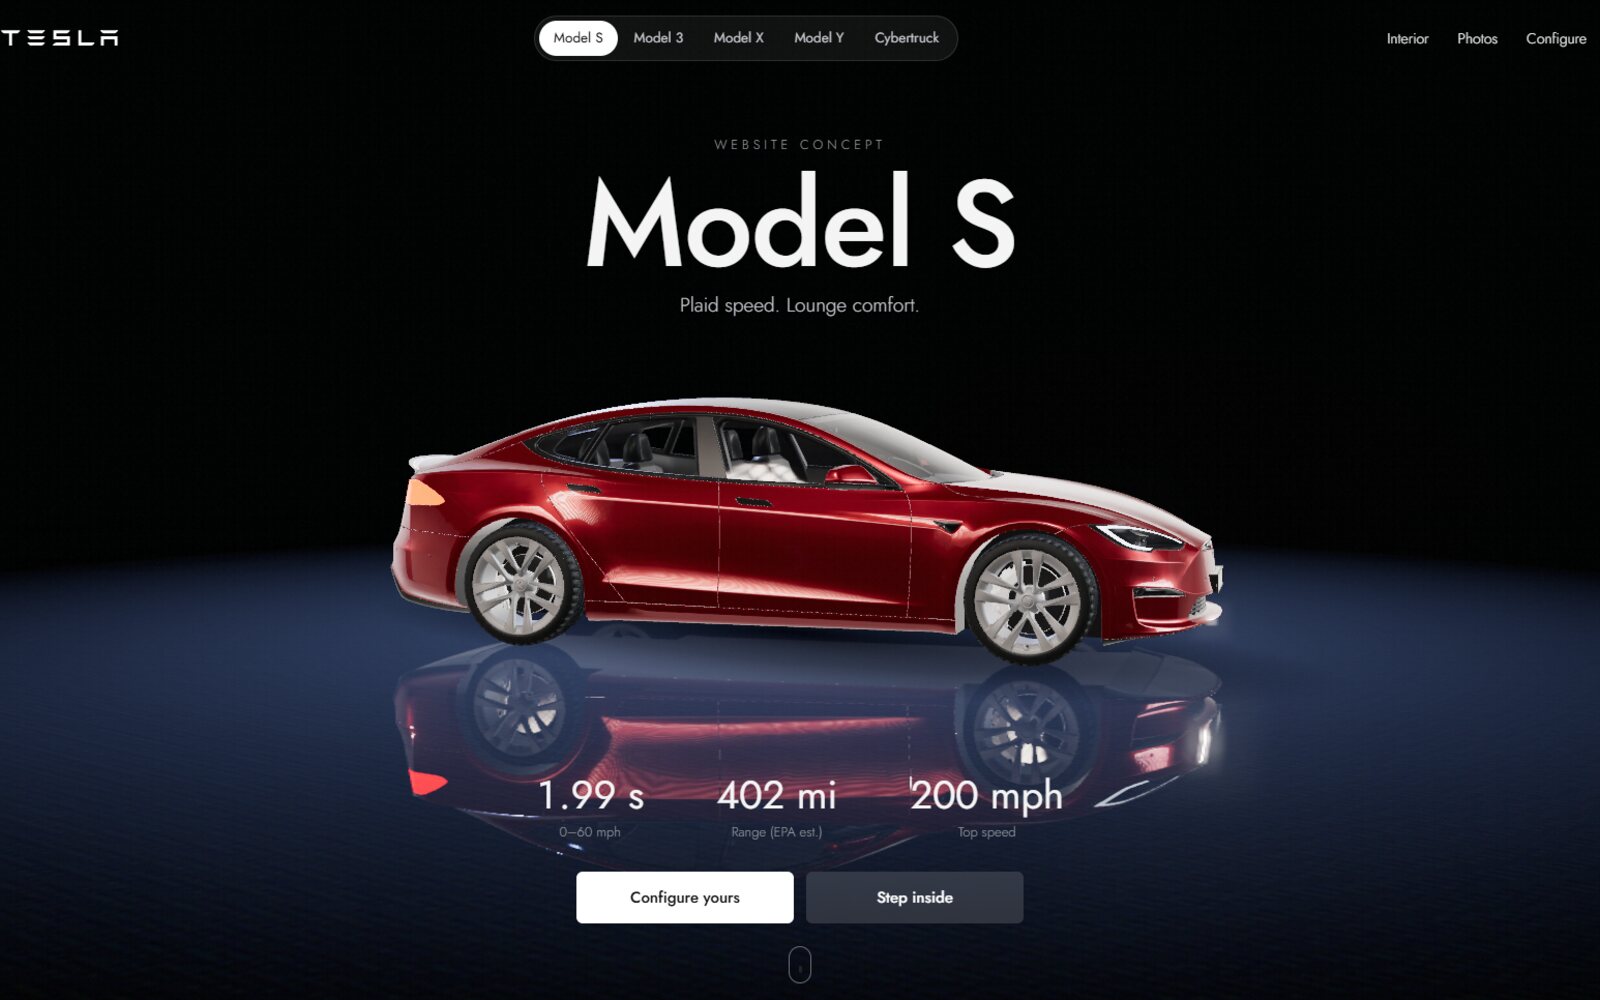 TESLA
Model S Model 3 Model X Model Y Cybertruck
Interior Photos Configure
WEBSITE CONCEPT
Model S
Plaid speed. Lounge comfort.
1.99 s 402 mi 200 mph
0–60 mph Range (EPA est.) Top speed
Configure yours Step inside